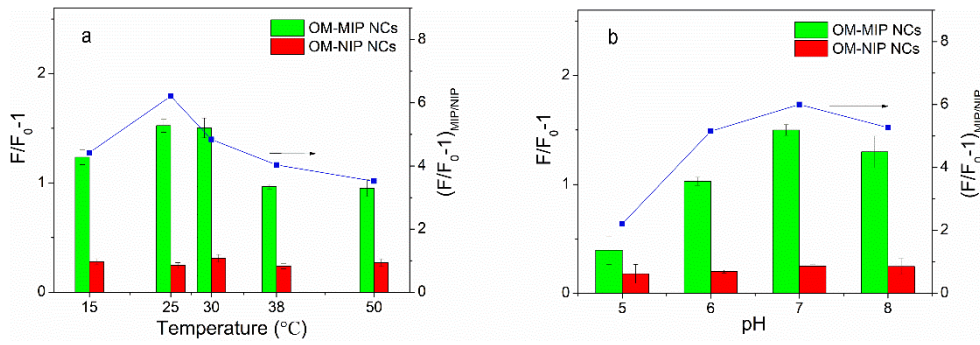 a
OM-MIP NCs
OM-NIP NCs
2
1
0
8
6
4
2
0
F/F₀-1
(F/F₀-1)MIP/NIP
15 25 30 38 50
Temperature (°C)
b
OM-MIP NCs
OM-NIP NCs
2
1
0
8
6
4
2
0
F/F₀-1
(F/F₀-1)MIP/NIP
5 6 7 8
pH